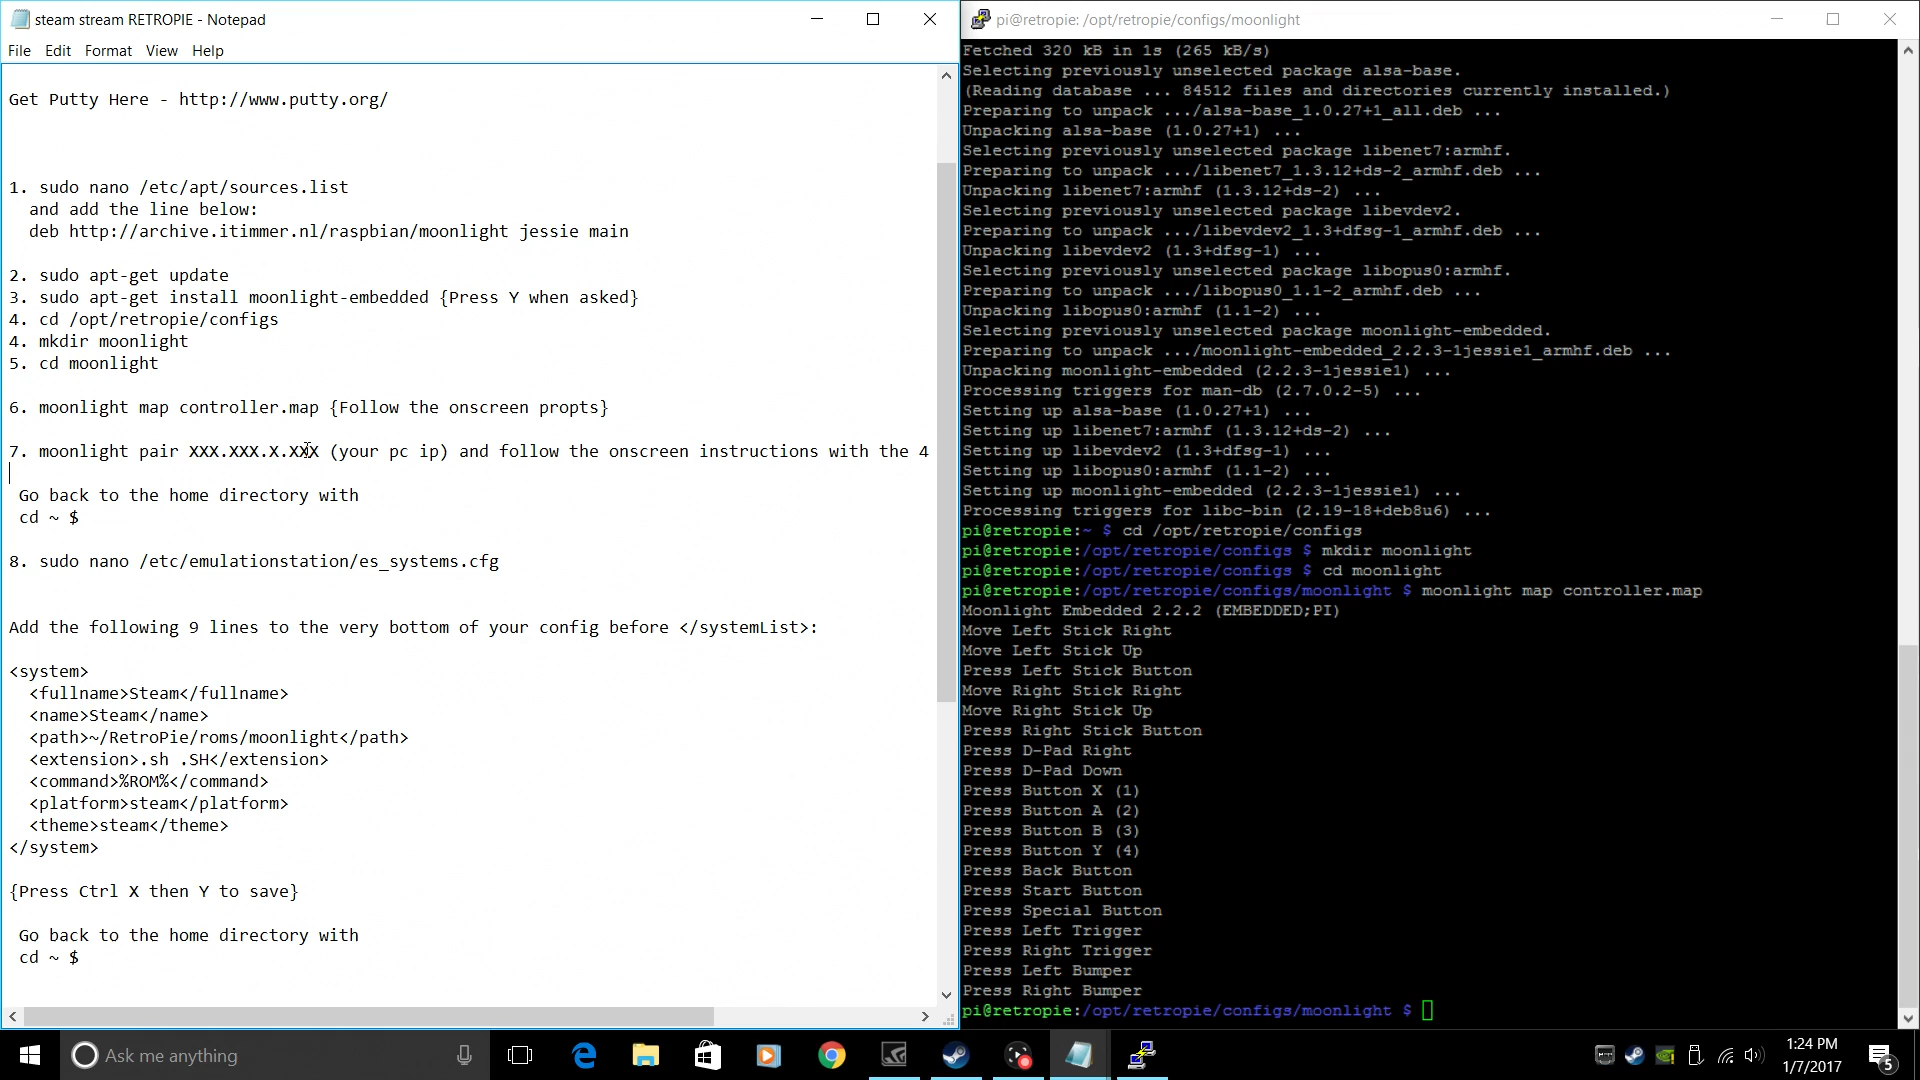 steam stream RETROPIE - Notepad
File Edit Format View Help
Get Putty Here - http://www.putty.org/
1. sudo nano /etc/apt/sources.list
and add the line below:
deb http://archive.itimmer.nl/raspbian/moonlight jessie main
2. sudo apt-get update
3. sudo apt-get install moonlight-embedded {Press Y when asked}
4. cd /opt/retropie/configs
4. mkdir moonlight
5. cd moonlight
6. moonlight map controller.map {Follow the onscreen propts}
7. moonlight pair XXX.XXX.X.XXX (your pc ip) and follow the onscreen instructions with the 4
Go back to the home directory with
cd ~ $
8. sudo nano /etc/emulationstation/es_systems.cfg
Add the following 9 lines to the very bottom of your config before </systemList>:
<system>
<fullname>Steam</fullname>
<name>Steam</name>
<path>~/RetroPie/roms/moonlight</path>
<extension>.sh .SH</extension>
<command>%ROM%</command>
<platform>steam</platform>
<theme>steam</theme>
</system>
{Press Ctrl X then Y to save}
Go back to the home directory with
cd ~ $
pi@retropie: /opt/retropie/configs/moonlight
Fetched 320 kB in 1s (265 kB/s)
Selecting previously unselected package alsa-base.
(Reading database ... 84512 files and directories currently installed.)
Preparing to unpack .../alsa-base_1.0.27+1_all.deb ...
Unpacking alsa-base (1.0.27+1) ...
Selecting previously unselected package libenet7:armhf.
Preparing to unpack .../libenet7_1.3.12+ds-2_armhf.deb ...
Unpacking libenet7:armhf (1.3.12+ds-2) ...
Selecting previously unselected package libevdev2.
Preparing to unpack .../libevdev2_1.3+dfsg-1_armhf.deb ...
Unpacking libevdev2 (1.3+dfsg-1) ...
Selecting previously unselected package libopus0:armhf.
Preparing to unpack .../libopus0_1.1-2_armhf.deb ...
Unpacking libopus0:armhf (1.1-2) ...
Selecting previously unselected package moonlight-embedded.
Preparing to unpack .../moonlight-embedded_2.2.3-1jessie1_armhf.deb ...
Unpacking moonlight-embedded (2.2.3-1jessie1) ...
Processing triggers for man-db (2.7.0.2-5) ...
Setting up alsa-base (1.0.27+1) ...
Setting up libenet7:armhf (1.3.12+ds-2) ...
Setting up libevdev2 (1.3+dfsg-1) ...
Setting up libopus0:armhf (1.1-2) ...
Setting up moonlight-embedded (2.2.3-1jessie1) ...
Processing triggers for libc-bin (2.19-18+deb8u6) ...
pi@retropie:~ $ cd /opt/retropie/configs
pi@retropie:/opt/retropie/configs $ mkdir moonlight
pi@retropie:/opt/retropie/configs $ cd moonlight
pi@retropie:/opt/retropie/configs/moonlight $ moonlight map controller.map
Moonlight Embedded 2.2.2 (EMBEDDED;PI)
Move Left Stick Right
Move Left Stick Up
Press Left Stick Button
Move Right Stick Right
Move Right Stick Up
Press Right Stick Button
Press D-Pad Right
Press D-Pad Down
Press Button X (1)
Press Button A (2)
Press Button B (3)
Press Button Y (4)
Press Back Button
Press Start Button
Press Special Button
Press Left Trigger
Press Right Trigger
Press Left Bumper
Press Right Bumper
pi@retropie:/opt/retropie/configs/moonlight $
Ask me anything
1:24 PM
1/7/2017
5